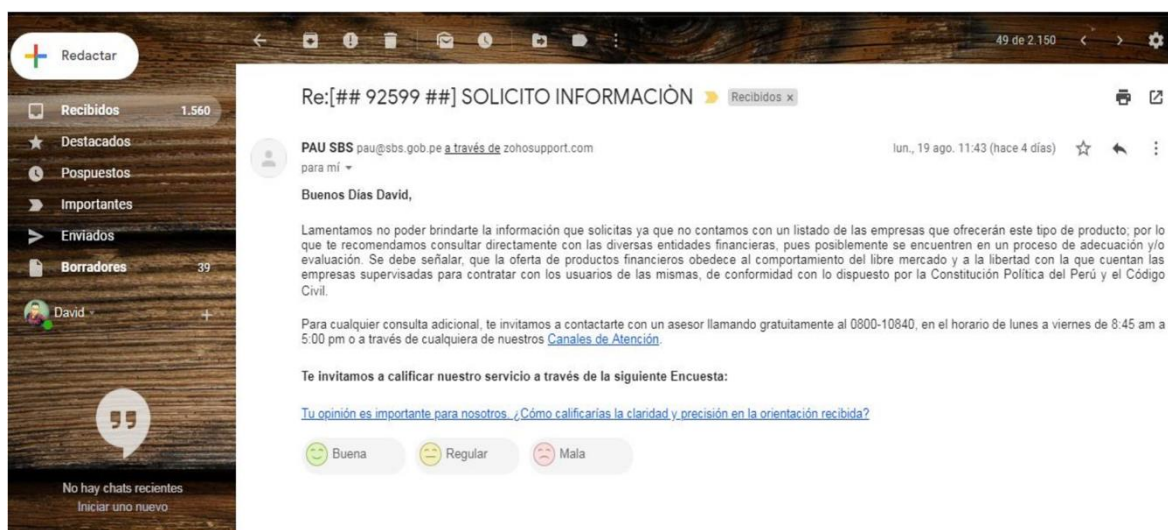 Redactar
49 de 2.150
Recibidos 1.560
Destacados
Pospuestos
Importantes
Enviados
Borradores 39
David
No hay chats recientes
Iniciar uno nuevo
Re:[## 92599 ##] SOLICITO INFORMACIÒN Recibidos x
PAU SBS pau@sbs.gob.pe a través de zohosupport.com lun., 19 ago. 11:43 (hace 4 días)
para mí
Buenos Días David,
Lamentamos no poder brindarte la información que solicitas ya que no contamos con un listado de las empresas que ofrecerán este tipo de producto; por lo
que te recomendamos consultar directamente con las diversas entidades financieras, pues posiblemente se encuentren en un proceso de adecuación y/o
evaluación. Se debe señalar, que la oferta de productos financieros obedece al comportamiento del libre mercado y a la libertad con la que cuentan las
empresas supervisadas para contratar con los usuarios de las mismas, de conformidad con lo dispuesto por la Constitución Política del Perú y el Código
Civil.
Para cualquier consulta adicional, te invitamos a contactarte con un asesor llamando gratuitamente al 0800-10840, en el horario de lunes a viernes de 8:45 am a
5:00 pm o a través de cualquiera de nuestros Canales de Atención.
Te invitamos a calificar nuestro servicio a través de la siguiente Encuesta:
Tu opinión es importante para nosotros. ¿Cómo calificarías la claridad y precisión en la orientación recibida?
Buena Regular Mala